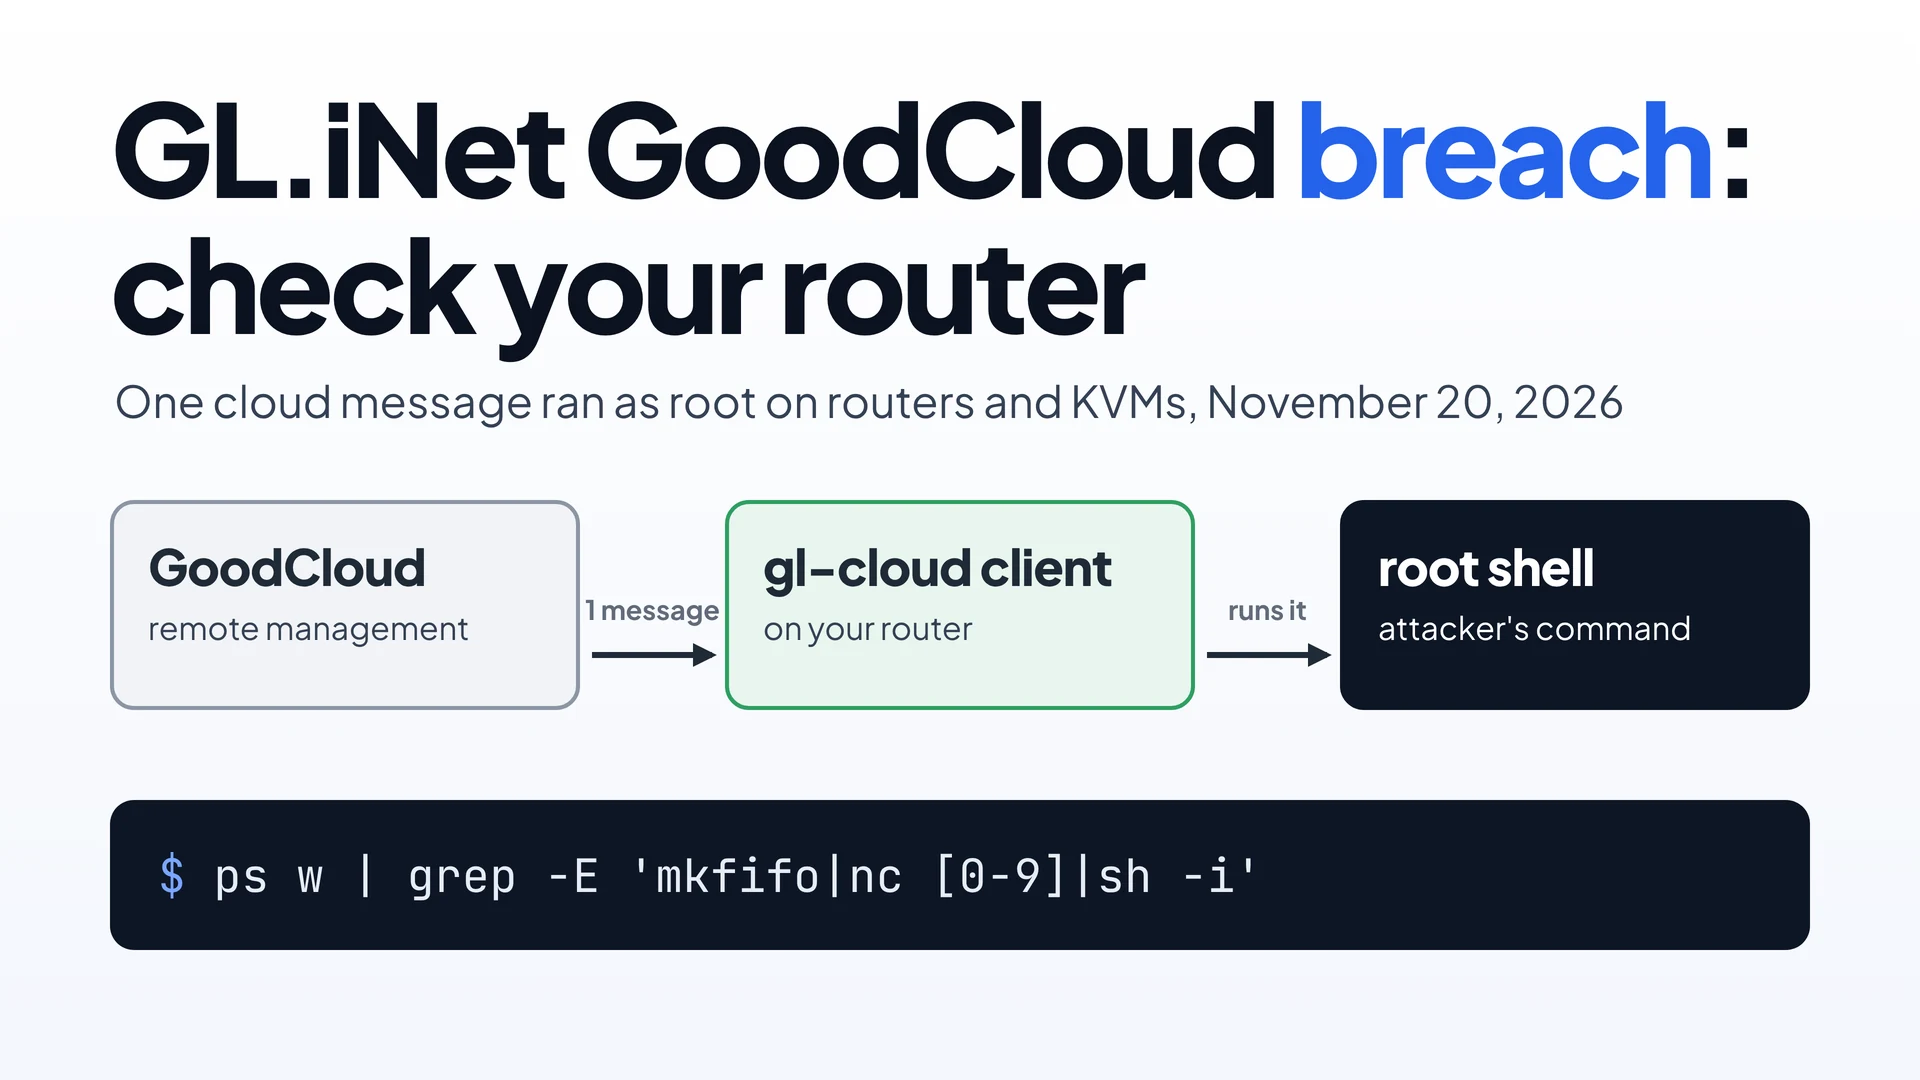 GL.iNet GoodCloud breach:
check your router
One cloud message ran as root on routers and KVMs, November 20, 2026
GoodCloud
remote management
1 message
gl-cloud client
on your router
runs it
root shell
attacker's command
$ ps w | grep -E 'mkfifo|nc [0-9]|sh -i'